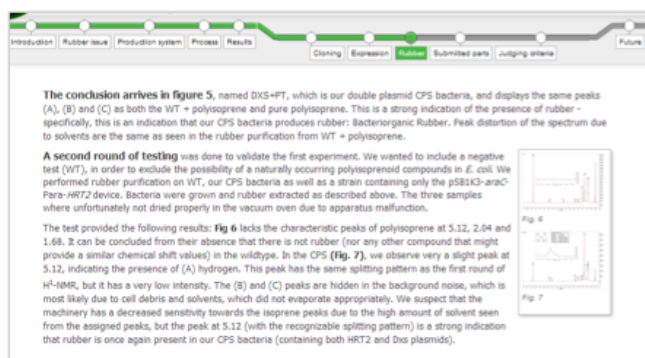 Introduction Rubber issue Production system Process Results
Cloning Expression Rubber Submitted parts Judging criteria
Future
The conclusion arrives in figure 5, named DXS+PT, which is our double plasmid CPS bacteria, and displays the same peaks
(A), (B) and (C) as both the WT + polyisoprene and pure polyisoprene. This is a strong indication of the presence of rubber -
specifically, this is an indication that our CPS bacteria produces rubber: Bacteriorganic Rubber. Peak distortion of the spectrum due
to solvents are the same as seen in the rubber purification from WT + polyisoprene.
A second round of testing was done to validate the first experiment. We wanted to include a negative
test (WT), in order to exclude the possibility of a naturally occurring polyisoprenoid compounds in E. coli. We
performed rubber purification on WT, our CPS bacteria as well as a strain containing only the pSB1K3-araC-
Para-HRT2 device. Bacteria were grown and rubber extracted as described above. The three samples
where unfortunately not dried properly in the vacuum oven due to apparatus malfunction.
The test provided the following results: Fig 6 lacks the characteristic peaks of polyisoprene at 5.12, 2.04 and
1.68. It can be concluded from their absence that there is not rubber (nor any other compound that might
provide a similar chemical shift values) in the wildtype. In the CPS (Fig. 7), we observe very a slight peak at
5.12, indicating the presence of (A) hydrogen. This peak has the same splitting pattern as the first round of
H¹-NMR, but it has a very low intensity. The (B) and (C) peaks are hidden in the background noise, which is
most likely due to cell debris and solvents, which did not evaporate appropriately. We suspect that the
machinery has a decreased sensitivity towards the isoprene peaks due to the high amount of solvent seen
from the assigned peaks, but the peak at 5.12 (with the recognizable splitting pattern) is a strong indication
that rubber is once again present in our CPS bacteria (containing both HRT2 and Dxs plasmids).
Fig. 6
Fig. 7